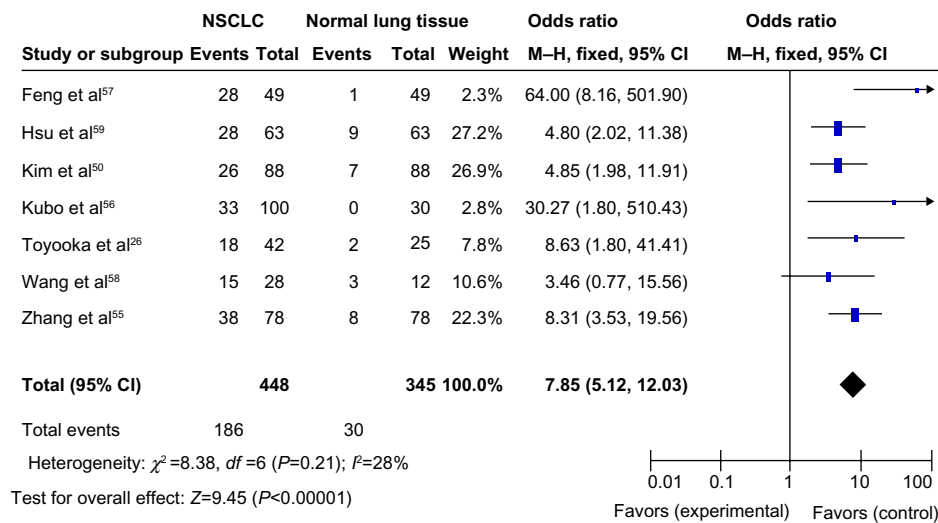 NSCLC Normal lung tissue Odds ratio Odds ratio
Study or subgroup Events Total Events Total Weight M–H, fixed, 95% CI M–H, fixed, 95% CI
Feng et al⁵⁷ 28 49 1 49 2.3% 64.00 (8.16, 501.90)
Hsu et al⁵⁹ 28 63 9 63 27.2% 4.80 (2.02, 11.38)
Kim et al⁵⁰ 26 88 7 88 26.9% 4.85 (1.98, 11.91)
Kubo et al⁵⁶ 33 100 0 30 2.8% 30.27 (1.80, 510.43)
Toyooka et al²⁶ 18 42 2 25 7.8% 8.63 (1.80, 41.41)
Wang et al⁵⁸ 15 28 3 12 10.6% 3.46 (0.77, 15.56)
Zhang et al⁵⁵ 38 78 8 78 22.3% 8.31 (3.53, 19.56)
Total (95% CI) 448 345 100.0% 7.85 (5.12, 12.03)
Total events 186 30
Heterogeneity: χ²=8.38, df=6 (P=0.21); I²=28%
Test for overall effect: Z=9.45 (P<0.00001)
0.01 0.1 1 10 100
Favors (experimental) Favors (control)